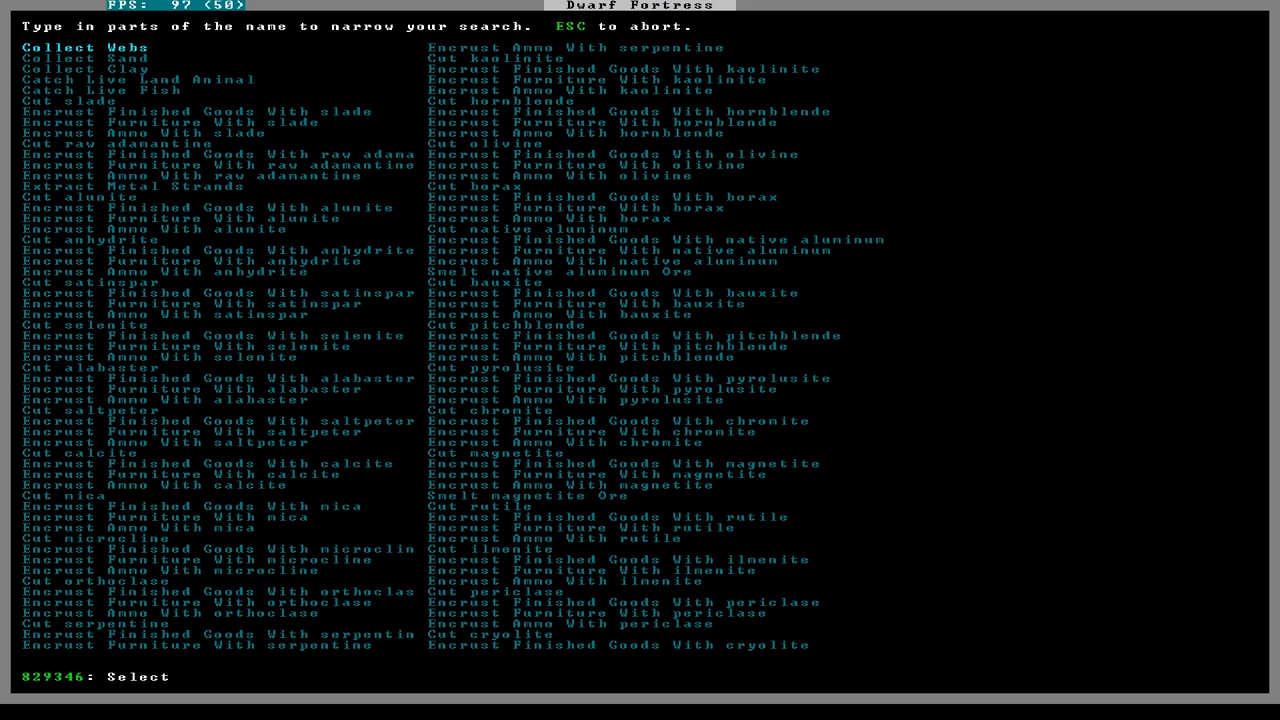 FPS: 97 (50)
Dwarf Fortress
Type in parts of the name to narrow your search. ESC to abort.
Collect Webs
Collect Sand
Collect Clay
Catch Live Land Animal
Catch Live Fish
Cut slade
Encrust Finished Goods With slade
Encrust Furniture With slade
Encrust Ammo With slade
Cut raw adamantine
Encrust Finished Goods With raw adama
Encrust Furniture With raw adamantine
Encrust Ammo With raw adamantine
Extract Metal Strands
Cut alunite
Encrust Finished Goods With alunite
Encrust Furniture With alunite
Encrust Ammo With alunite
Cut anhydrite
Encrust Finished Goods With anhydrite
Encrust Furniture With anhydrite
Encrust Ammo With anhydrite
Cut satinspar
Encrust Finished Goods With satinspar
Encrust Furniture With satinspar
Encrust Ammo With satinspar
Cut selenite
Encrust Finished Goods With selenite
Encrust Furniture With selenite
Encrust Ammo With selenite
Cut alabaster
Encrust Finished Goods With alabaster
Encrust Furniture With alabaster
Encrust Ammo With alabaster
Cut saltpeter
Encrust Finished Goods With saltpeter
Encrust Furniture With saltpeter
Encrust Ammo With saltpeter
Cut calcite
Encrust Finished Goods With calcite
Encrust Furniture With calcite
Encrust Ammo With calcite
Cut mica
Encrust Finished Goods With mica
Encrust Furniture With mica
Encrust Ammo With mica
Cut microcline
Encrust Finished Goods With microclin
Encrust Furniture With microcline
Encrust Ammo With microcline
Cut orthoclase
Encrust Finished Goods With orthoclas
Encrust Furniture With orthoclase
Encrust Ammo With orthoclase
Cut serpentine
Encrust Finished Goods With serpentin
Encrust Furniture With serpentine
Encrust Ammo With serpentine
Cut kaolinite
Encrust Finished Goods With kaolinite
Encrust Furniture With kaolinite
Encrust Ammo With kaolinite
Cut hornblende
Encrust Finished Goods With hornblende
Encrust Furniture With hornblende
Encrust Ammo With hornblende
Cut olivine
Encrust Finished Goods With olivine
Encrust Furniture With olivine
Encrust Ammo With olivine
Cut borax
Encrust Finished Goods With borax
Encrust Furniture With borax
Encrust Ammo With borax
Cut native aluminum
Encrust Finished Goods With native aluminum
Encrust Furniture With native aluminum
Encrust Ammo With native aluminum
Smelt native aluminum Ore
Cut bauxite
Encrust Finished Goods With bauxite
Encrust Furniture With bauxite
Encrust Ammo With bauxite
Cut pitchblende
Encrust Finished Goods With pitchblende
Encrust Furniture With pitchblende
Encrust Ammo With pitchblende
Cut pyrolusite
Encrust Finished Goods With pyrolusite
Encrust Furniture With pyrolusite
Encrust Ammo With pyrolusite
Cut chromite
Encrust Finished Goods With chromite
Encrust Furniture With chromite
Encrust Ammo With chromite
Cut magnetite
Encrust Finished Goods With magnetite
Encrust Furniture With magnetite
Encrust Ammo With magnetite
Smelt magnetite Ore
Cut rutile
Encrust Finished Goods With rutile
Encrust Furniture With rutile
Encrust Ammo With rutile
Cut ilmenite
Encrust Finished Goods With ilmenite
Encrust Furniture With ilmenite
Encrust Ammo With ilmenite
Cut periclase
Encrust Finished Goods With periclase
Encrust Furniture With periclase
Encrust Ammo With periclase
Cut cryolite
Encrust Finished Goods With cryolite
829346: Select